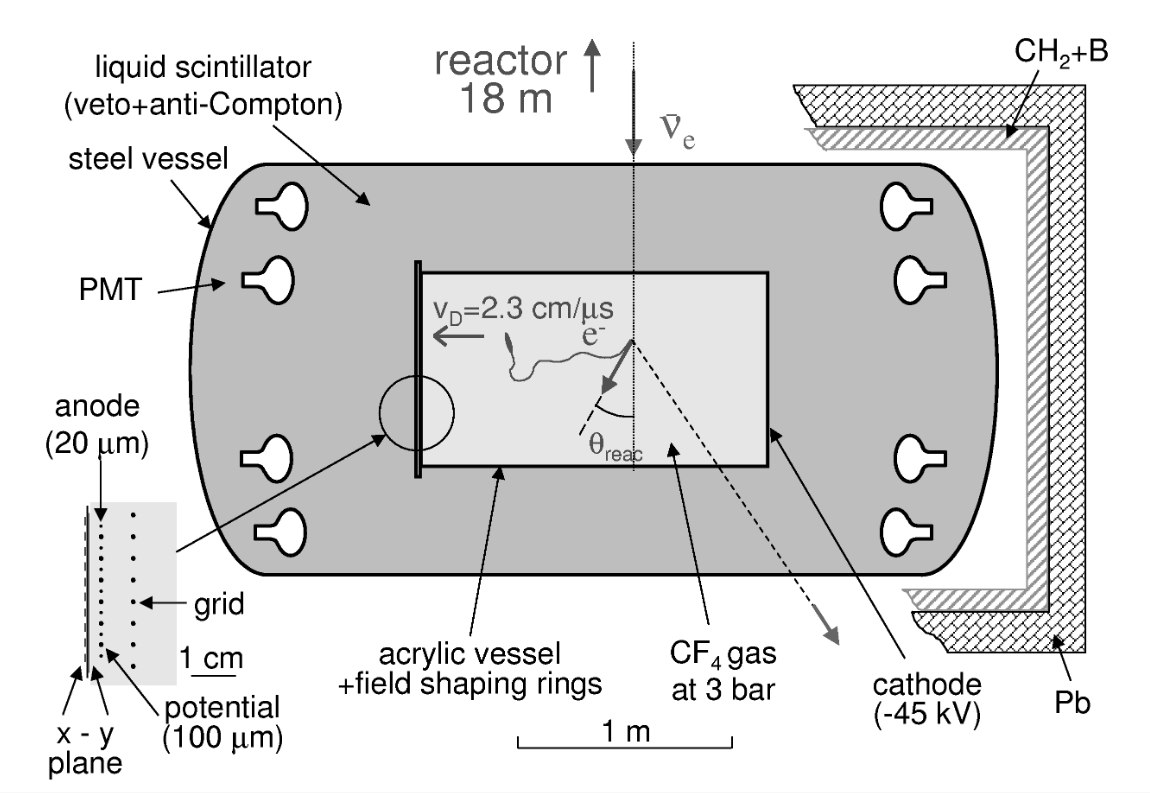 reactor ↑
18 m
CH₂+B
liquid scintillator
(veto+anti-Compton)
ν̄ₑ
steel vessel
PMT
v_D=2.3 cm/μs
e⁻
anode
(20 μm)
θ_reac
grid
1 cm
acrylic vessel
+field shaping rings
CF₄ gas
at 3 bar
cathode
(-45 kV)
Pb
potential
(100 μm)
x - y
plane
1 m